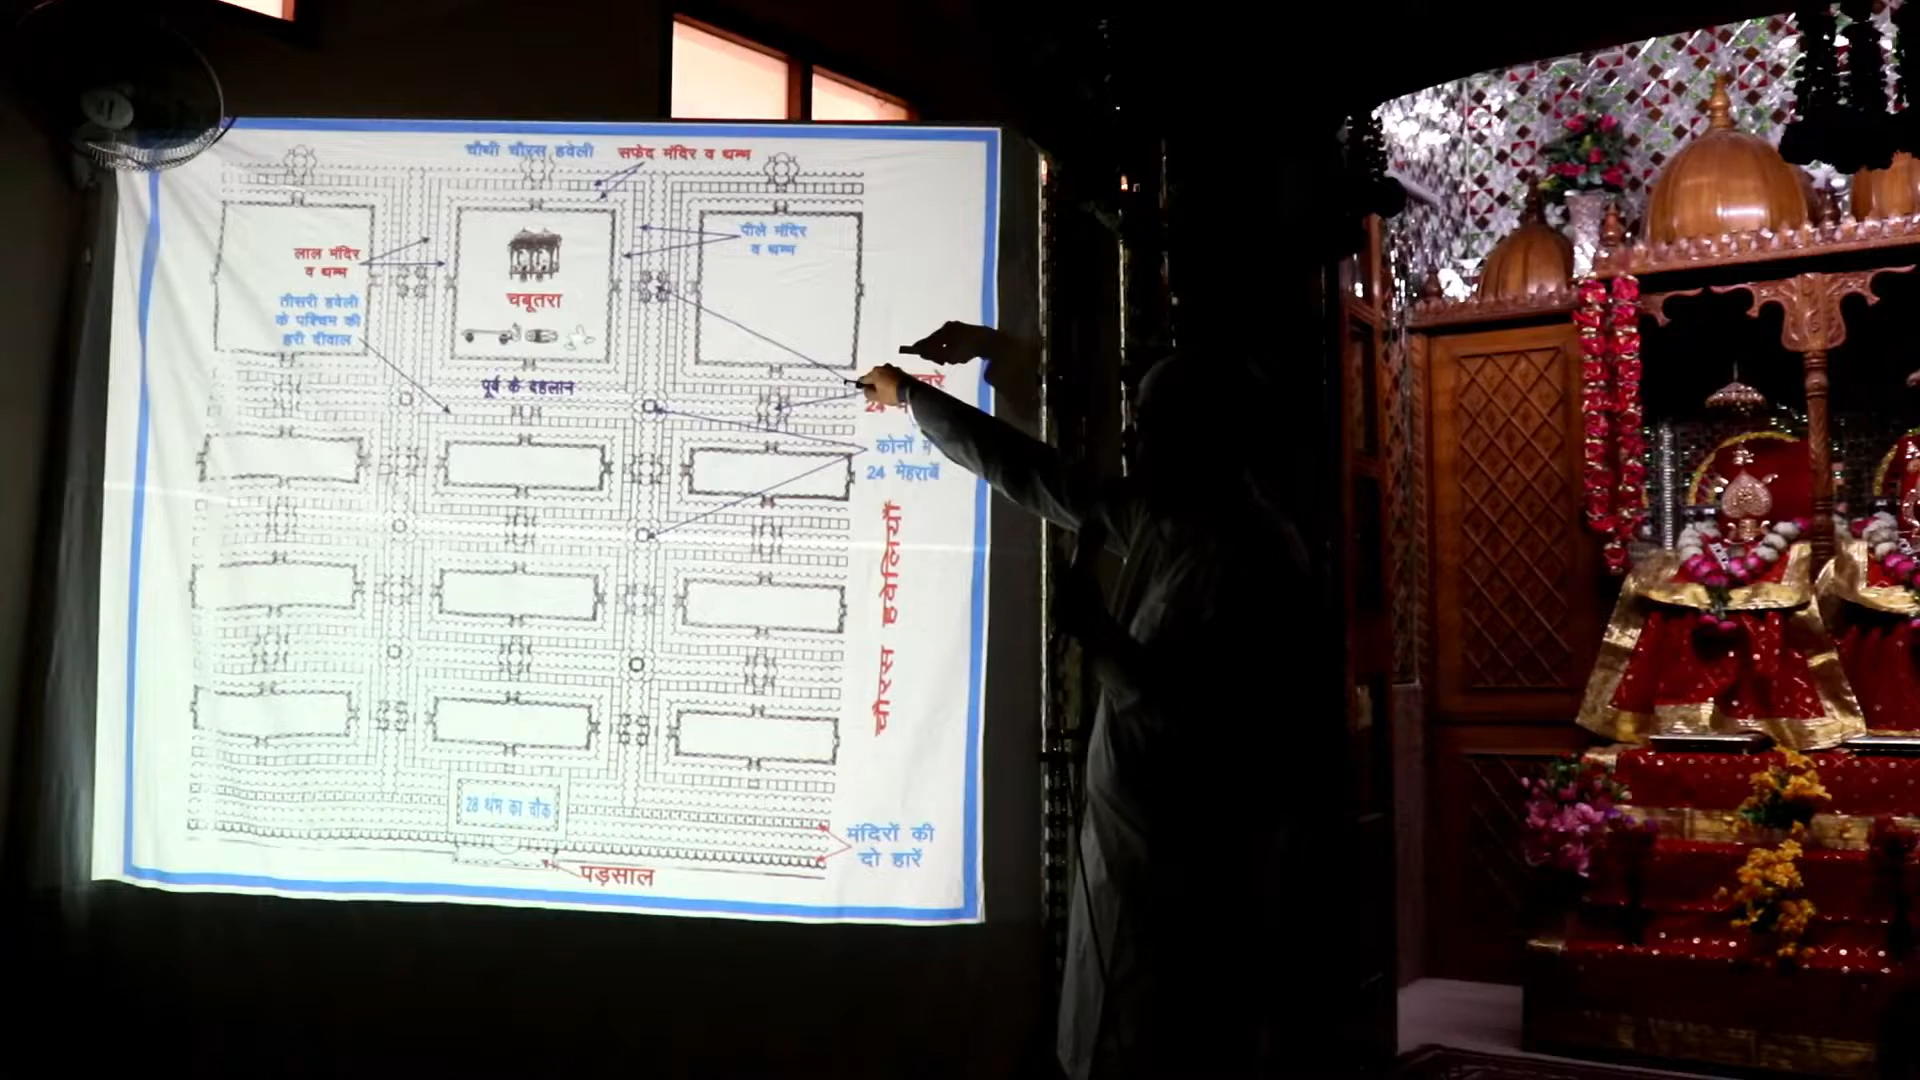 चौथी चौरस हवेली
सफेद मंदिर व थम्भ
पीले मंदिर
व थम्भ
लाल मंदिर
व थम्भ
चबूतरा
तीसरी हवेली
के पश्चिम की
हरी दीवाल
पूर्व के दहलान
24
कोनों में
24 मेहराबें
चौरस हवेलियाँ
28 थंभ का चौक
मंदिरों की
दो हारें
पड़साल